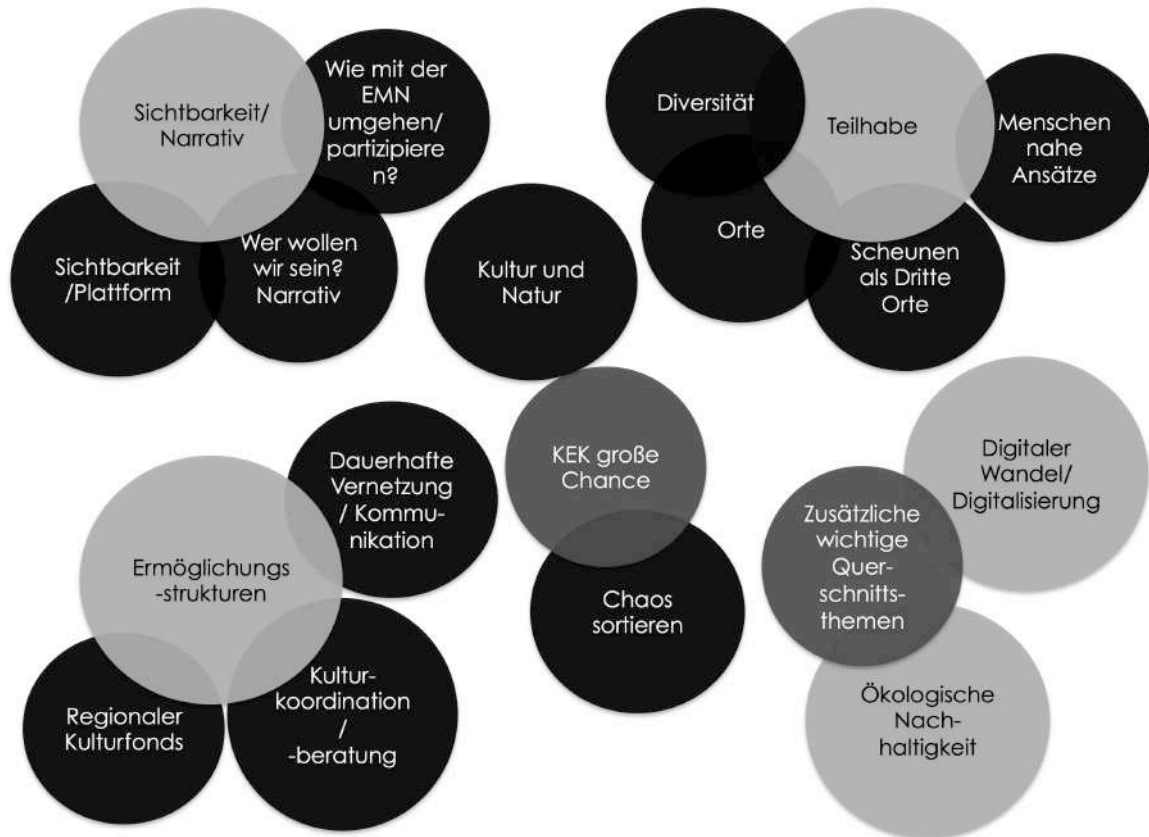 Sichtbarkeit/
Narrativ
Wie mit der
EMN
umgehen/
partizipiere
n?
Sichtbarkeit
/Plattform
Wer wollen
wir sein?
Narrativ
Kultur und
Natur
Diversität
Teilhabe
Menschen
nahe
Ansätze
Orte
Scheunen
als Dritte
Orte
Dauerhafte
Vernetzung
/ Kommu-
nikation
Ermöglichungs
-strukturen
Regionaler
Kulturfonds
Kultur-
koordination
/
-beratung
KEK große
Chance
Chaos
sortieren
Digitaler
Wandel/
Digitalisierung
Zusätzliche
wichtige
Quer-
schnitts-
themen
Ökologische
Nach-
haltigkeit